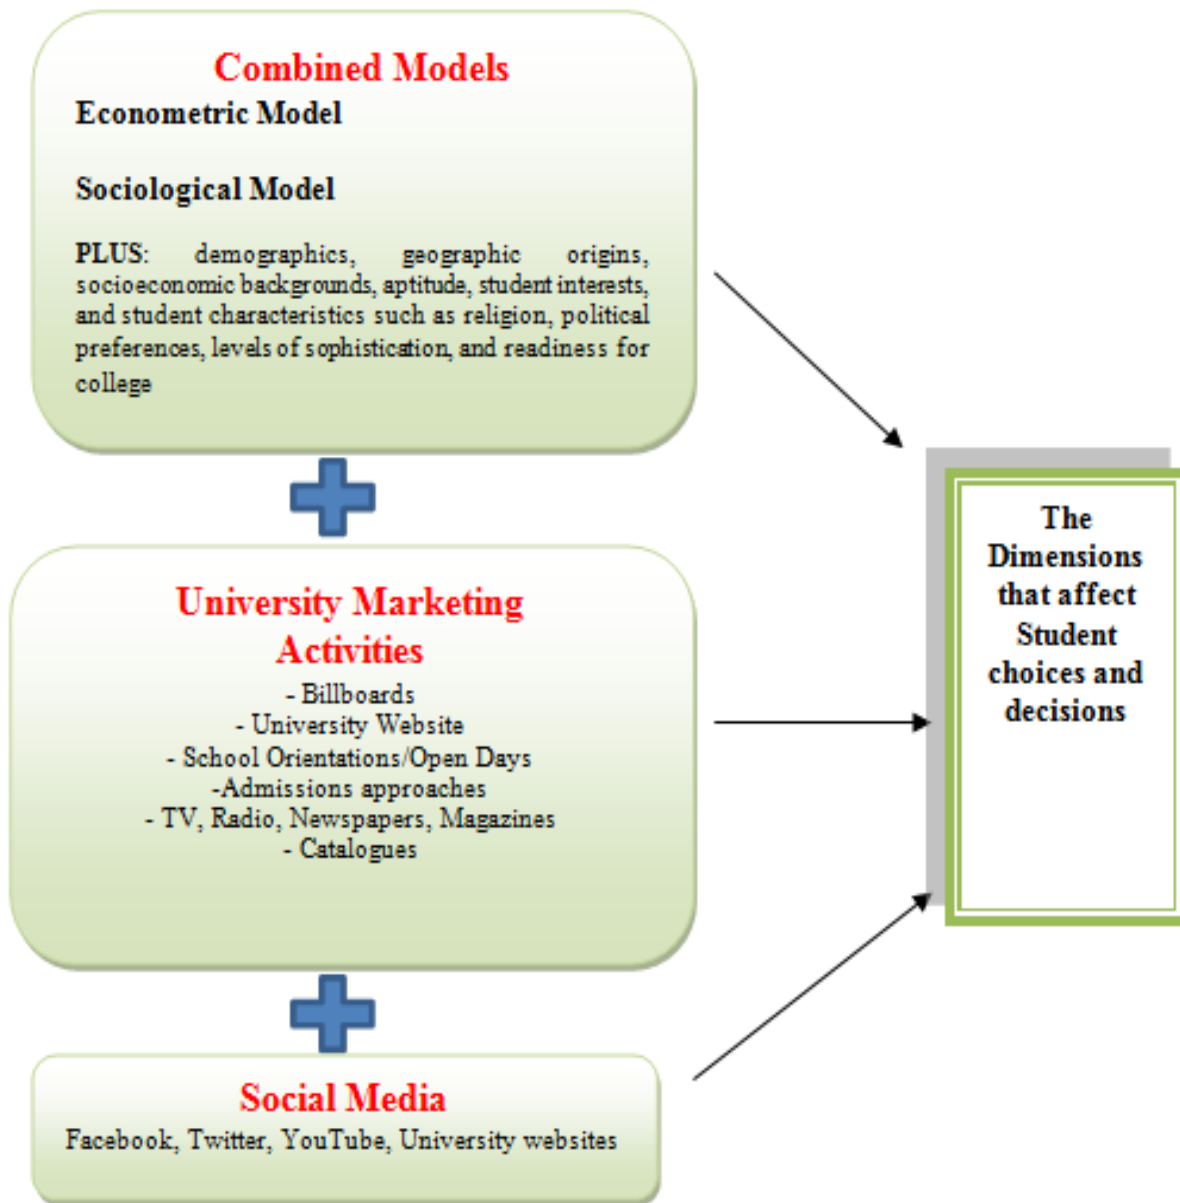 Combined Models
Econometric Model
Sociological Model
PLUS: demographics, geographic origins,
socioeconomic backgrounds, aptitude, student interests,
and student characteristics such as religion, political
preferences, levels of sophistication, and readiness for
college
University Marketing
Activities
- Billboards
- University Website
- School Orientations/Open Days
-Admissions approaches
- TV, Radio, Newspapers, Magazines
- Catalogues
Social Media
Facebook, Twitter, YouTube, University websites
The
Dimensions
that affect
Student
choices and
decisions